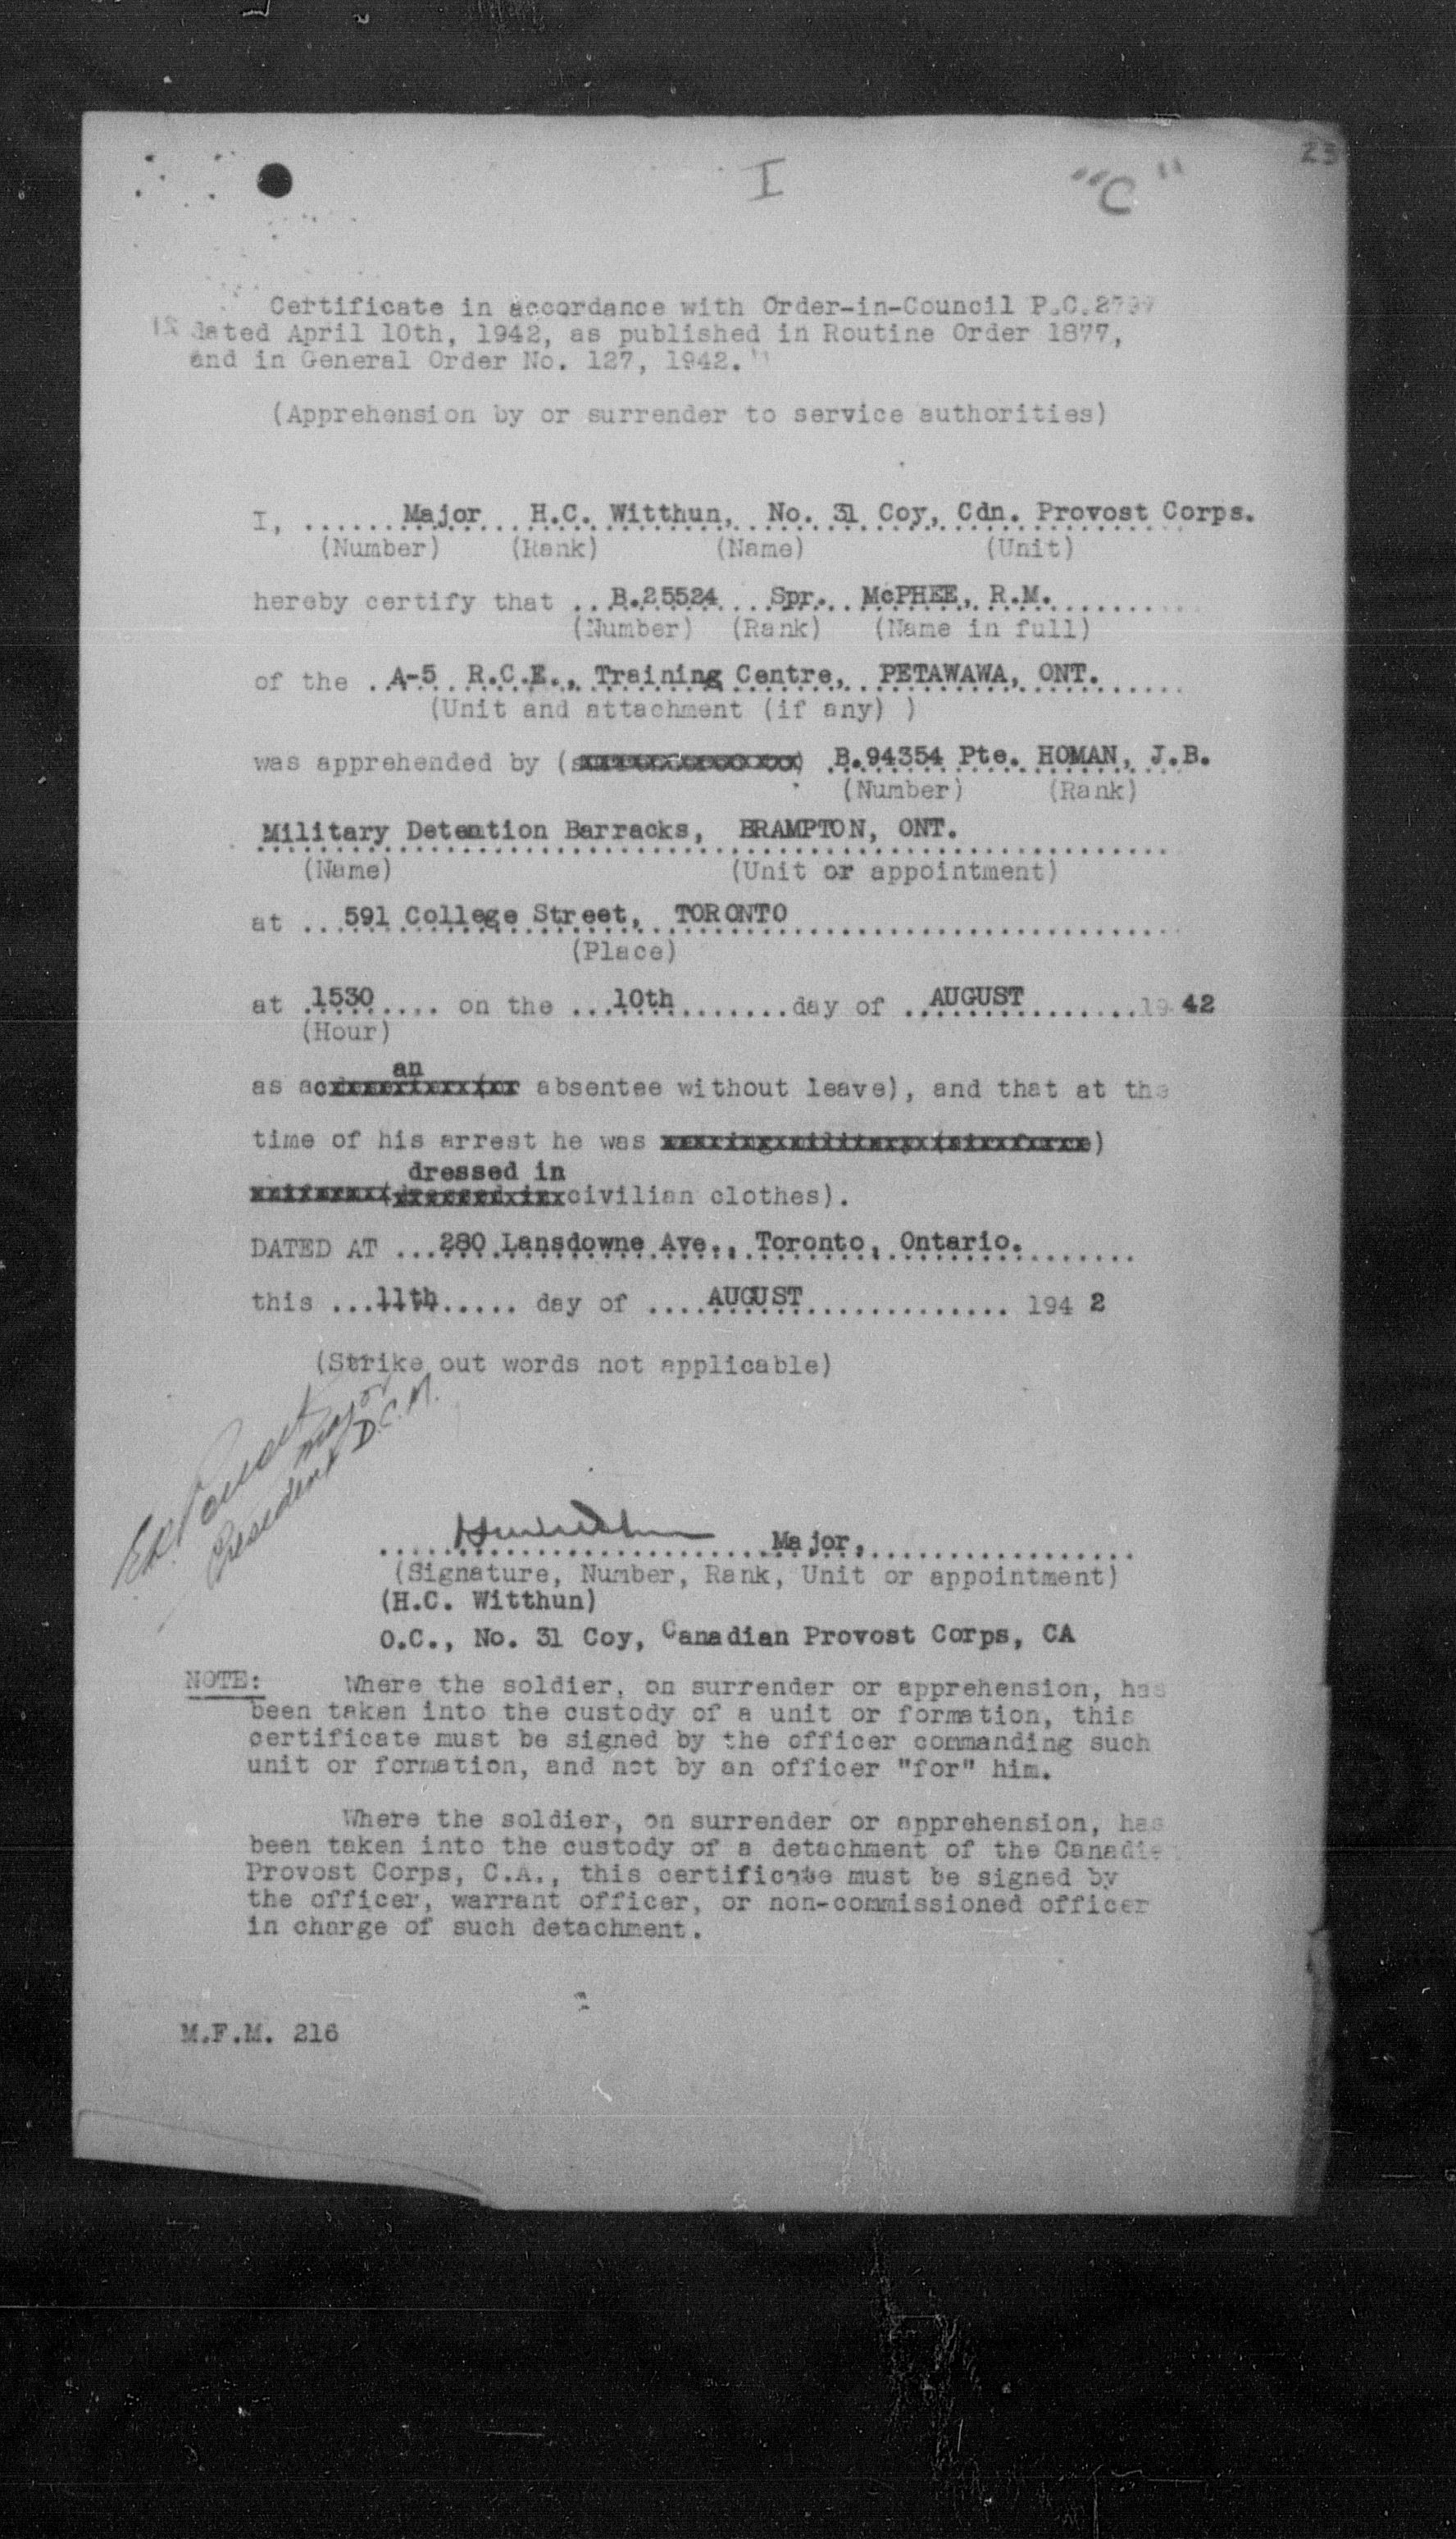 23
I
"C"
Certificate in accordance with Order-in-Council P.C.2797
dated April 10th, 1942, as published in Routine Order 1877,
and in General Order No. 127, 1942.
(Apprehension by or surrender to service authorities)
I, ......Major...H.C. Witthun, No. 31 Coy, Cdn. Provost Corps.
(Number) (Rank) (Name) (Unit)
hereby certify that ...B.25524...Spr...McPHEE, R.M...........
(Number) (Rank) (Name in full)
of the ..A-5 R.C.E., Training Centre, PETAWAWA, ONT......
(Unit and attachment (if any) )
was apprehended by ( ) B.94354 Pte. HOMAN, J.B.
(Number) (Rank)
Military Detention Barracks, BRAMPTON, ONT.
(Name) (Unit or appointment)
at ...591 College Street, TORONTO........................
(Place)
at .1530..... on the ...10th.......day of ..AUGUST.......1942
(Hour)
an
as a absentee without leave), and that at the
time of his arrest he was )
dressed in
civilian clothes).
DATED AT ...280 Lansdowne Ave., Toronto, Ontario........
this ...11th..... day of ....AUGUST.............. 194 2
(Strike out words not applicable)
Major
President D.C.M.
.......................Major,..................
(Signature, Number, Rank, Unit or appointment)
(H.C. Witthun)
O.C., No. 31 Coy, Canadian Provost Corps, CA
NOTE: Where the soldier, on surrender or apprehension, has
been taken into the custody of a unit or formation, this
certificate must be signed by the officer commanding such
unit or formation, and not by an officer "for" him.
Where the soldier, on surrender or apprehension, has
been taken into the custody of a detachment of the Canadie
Provost Corps, C.A., this certificate must be signed by
the officer, warrant officer, or non-commissioned officer
in charge of such detachment.
M.F.M. 216